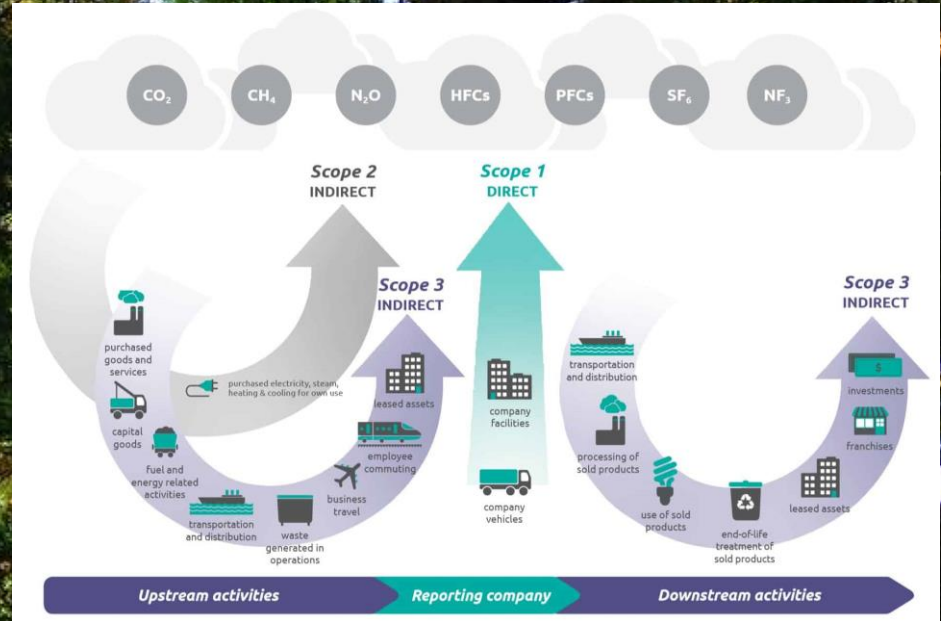 CO₂
CH₄
N₂O
HFCs
PFCs
SF₆
NF₃
Scope 2
INDIRECT
Scope 1
DIRECT
Scope 3
INDIRECT
Scope 3
INDIRECT
purchased
goods and
services
capital
goods
fuel and
energy related
activities
purchased electricity, steam,
heating & cooling for own use
transportation
and distribution
waste
generated in
operations
business
travel
employee
commuting
leased assets
company
facilities
company
vehicles
transportation
and distribution
processing of
sold products
use of sold
products
end-of-life
treatment of
sold products
leased assets
franchises
$
investments
Upstream activities
Reporting company
Downstream activities